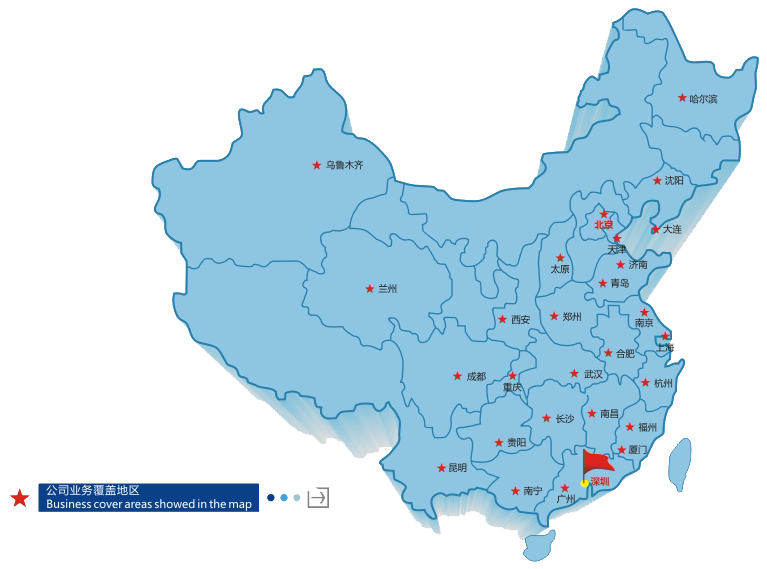 哈尔滨
乌鲁木齐
沈阳
北京
大连
天津
太原
济南
青岛
兰州
西安
郑州
南京
上海
合肥
成都
重庆
武汉
杭州
长沙
南昌
福州
贵阳
厦门
昆明
深圳
南宁
广州
公司业务覆盖地区
Business cover areas showed in the map